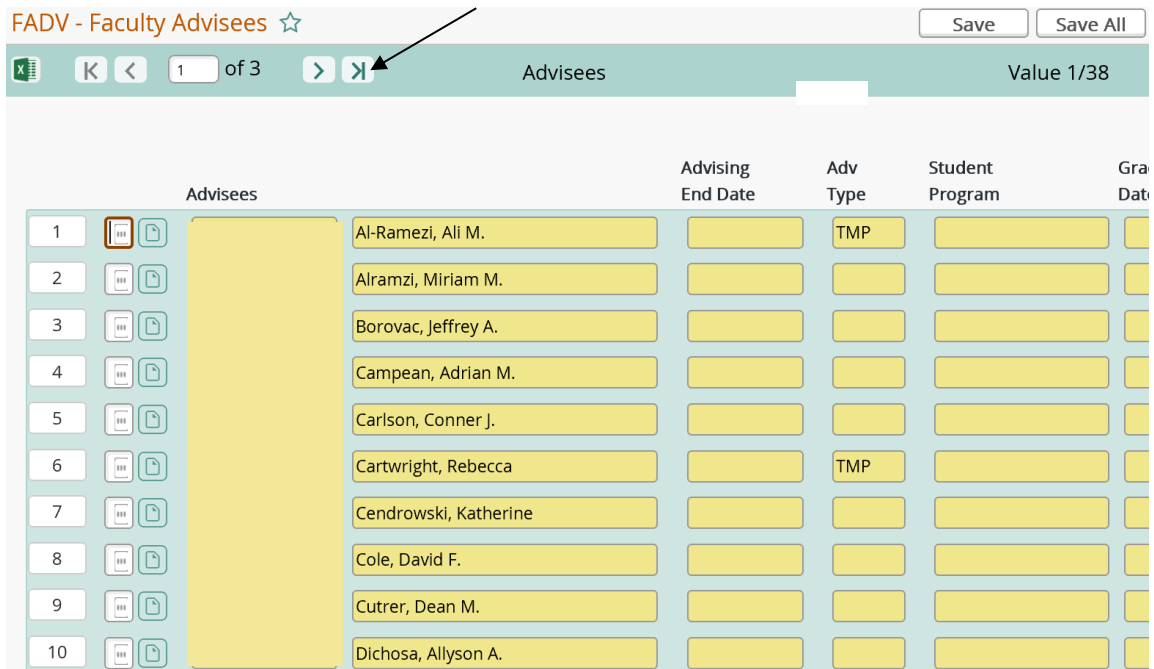 FADV - Faculty Advisees Save Save All
1 of 3 Advisees Value 1/38
Advisees Advising End Date Adv Type Student Program
1 Al-Ramezi, Ali M. TMP
2 Alramzi, Miriam M.
3 Borovac, Jeffrey A.
4 Campean, Adrian M.
5 Carlson, Conner J.
6 Cartwright, Rebecca TMP
7 Cendrowski, Katherine
8 Cole, David F.
9 Cutrer, Dean M.
10 Dichosa, Allyson A.